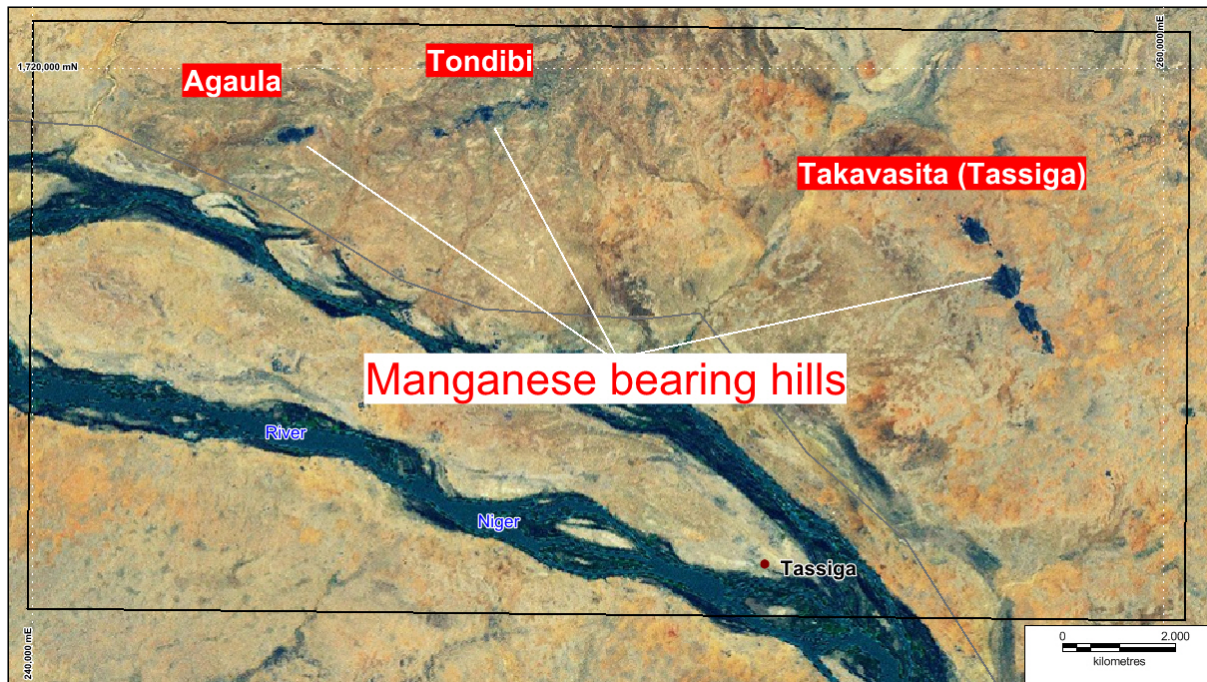 260,000 mE
1,720,000 mN
Tondibi
Agaula
Takavasita (Tassiga)
Manganese bearing hills
River
Niger
Tassiga
240,000 mE
0 2.000
kilometres